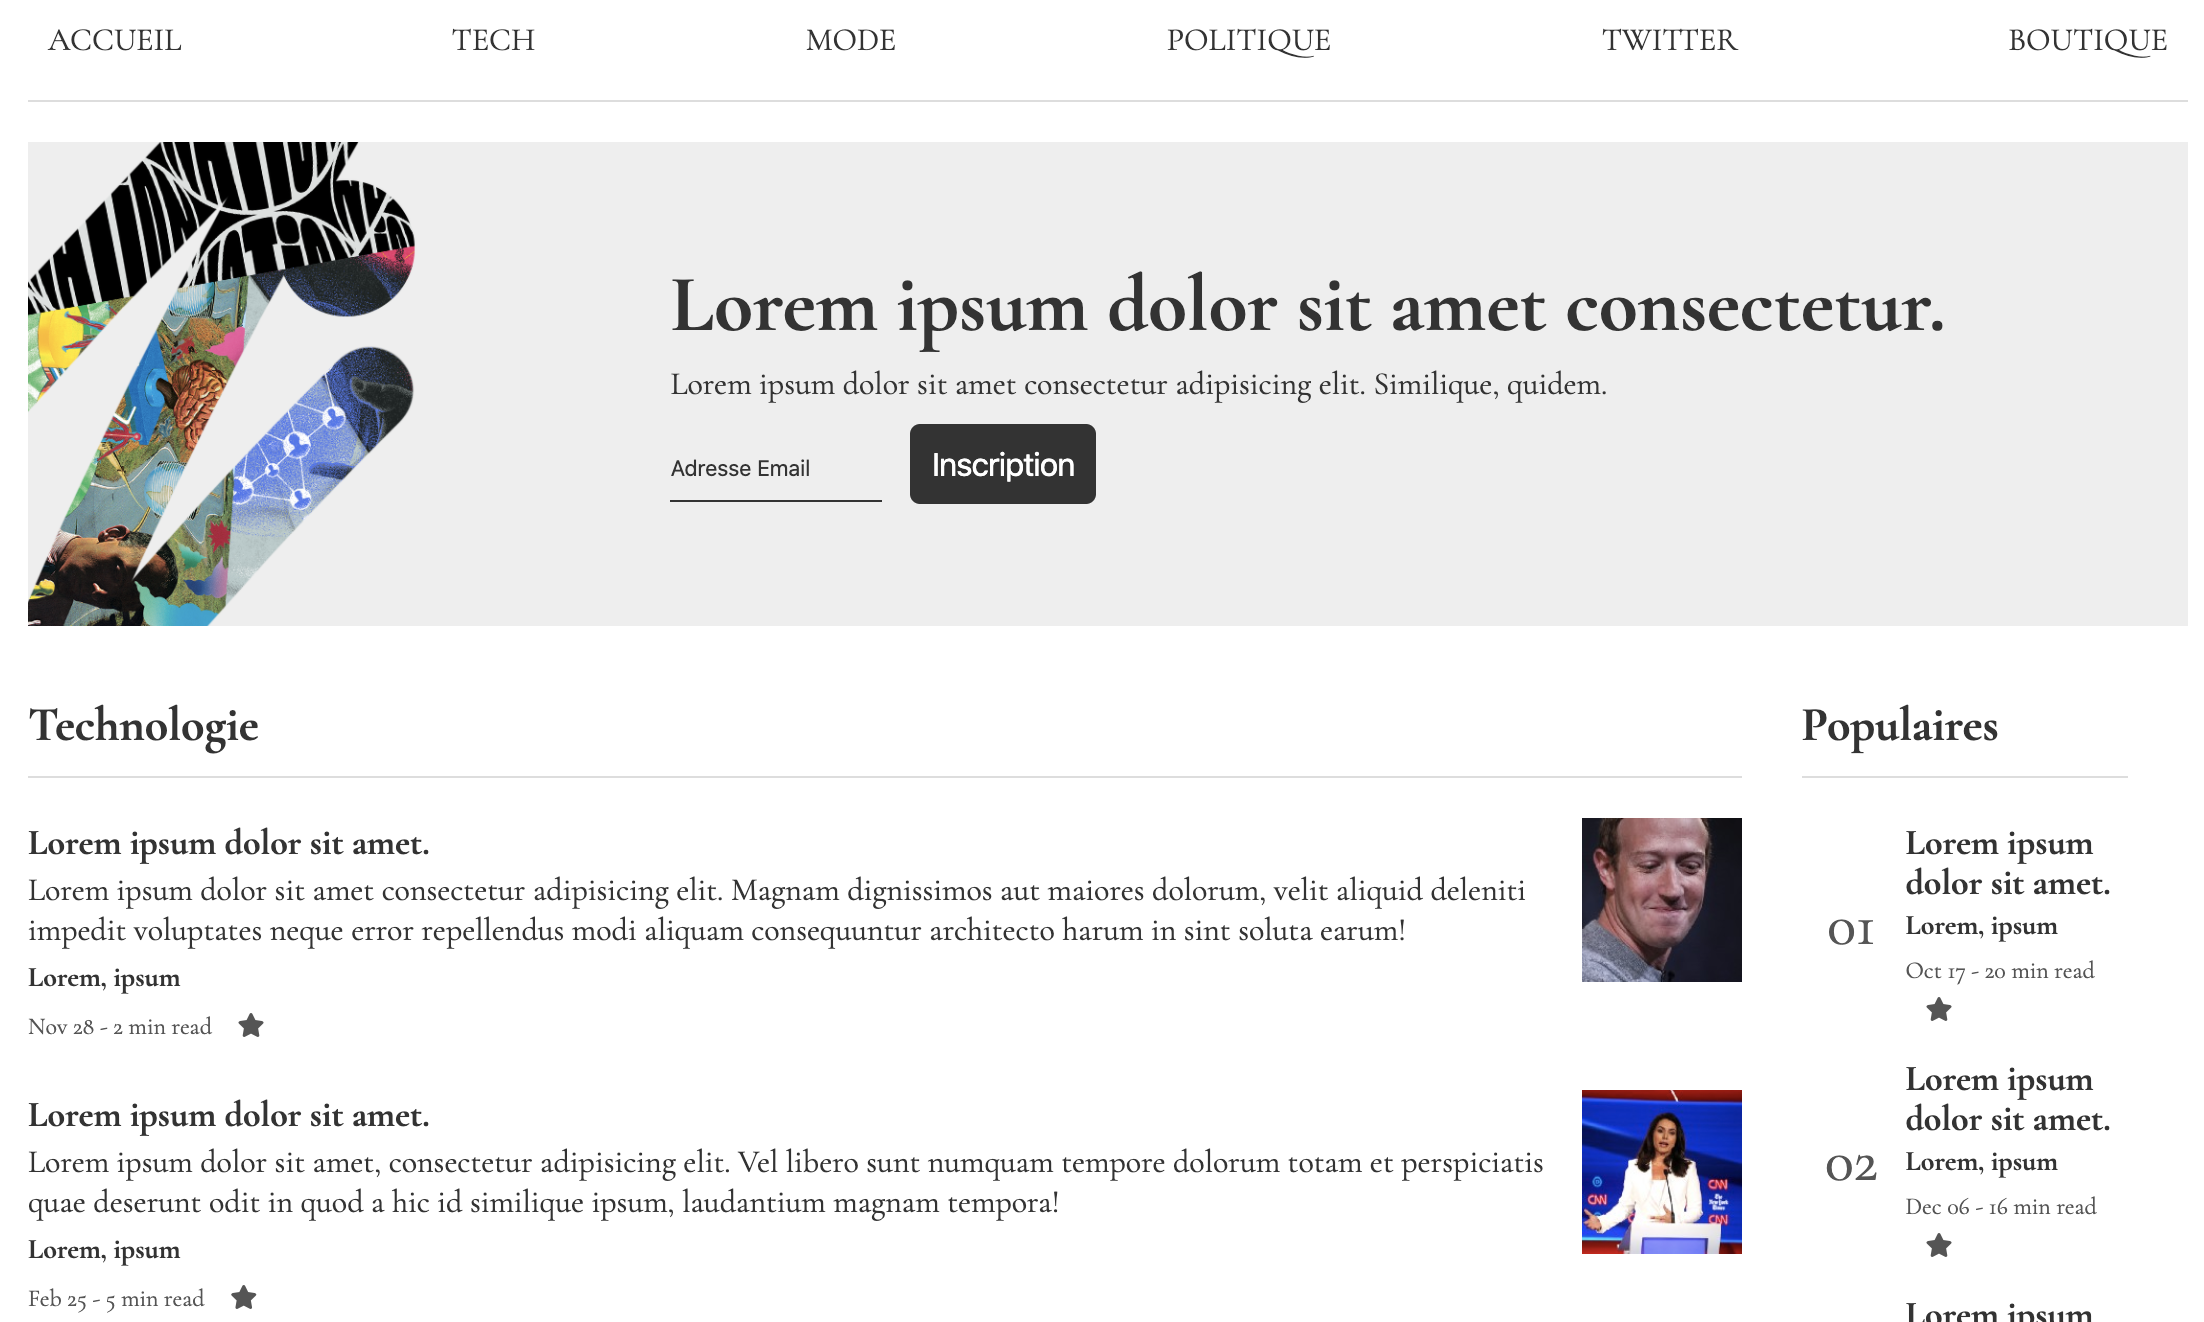 ACCUEIL TECH MODE POLITIQUE TWITTER BOUTIQUE
Lorem ipsum dolor sit amet consectetur.
Lorem ipsum dolor sit amet consectetur adipisicing elit. Similique, quidem.
Adresse Email
Inscription
Technologie
Lorem ipsum dolor sit amet.
Lorem ipsum dolor sit amet consectetur adipisicing elit. Magnam dignissimos aut maiores dolorum, velit aliquid deleniti
impedit voluptates neque error repellendus modi aliquam consequuntur architecto harum in sint soluta earum!
Lorem, ipsum
Nov 28 - 2 min read
Lorem ipsum dolor sit amet.
Lorem ipsum dolor sit amet, consectetur adipisicing elit. Vel libero sunt numquam tempore dolorum totam et perspiciatis
quae deserunt odit in quod a hic id similique ipsum, laudantium magnam tempora!
Lorem, ipsum
Feb 25 - 5 min read
CNN
CNN
The New York Times
CNN
Populaires
01
Lorem ipsum
dolor sit amet.
Lorem, ipsum
Oct 17 - 20 min read
02
Lorem ipsum
dolor sit amet.
Lorem, ipsum
Dec 06 - 16 min read
Lorem ipsum